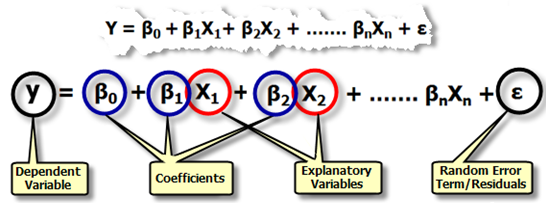 Y = β₀ + β₁X₁+ β₂X₂ + ....... βₙXₙ + ε
y = β₀ + β₁ X₁ + β₂ X₂ + ....... βₙXₙ + ε
Dependent Variable
Coefficients
Explanatory Variables
Random Error Term/Residuals